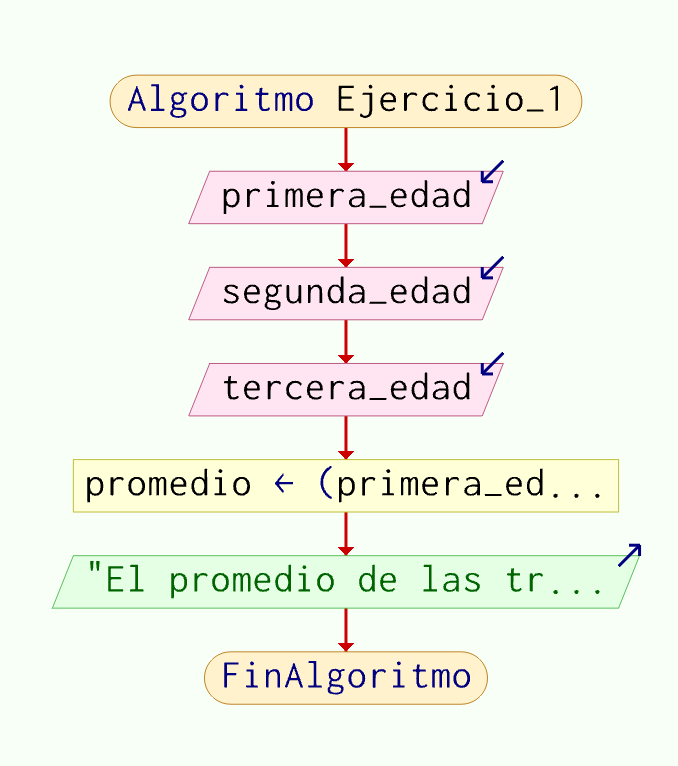 Algoritmo Ejercicio_1
primera_edad
segunda_edad
tercera_edad
promedio ← (primera_ed...
"El promedio de las tr...
FinAlgoritmo